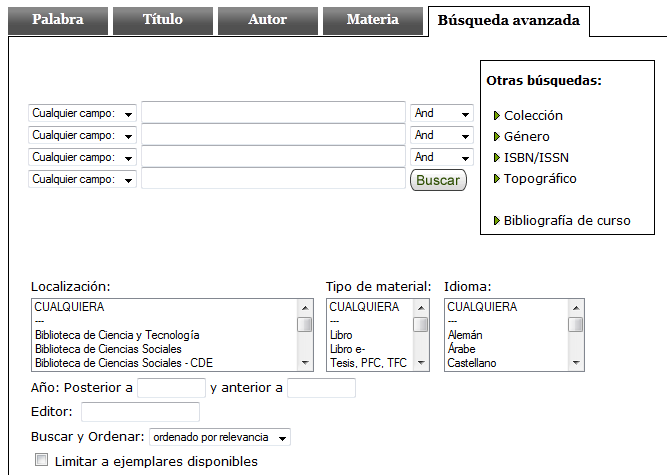 Palabra Título Autor Materia Búsqueda avanzada
Otras búsquedas:
Colección
Género
ISBN/ISSN
Topográfico
Bibliografía de curso
Cualquier campo: And
Cualquier campo: And
Cualquier campo: And
Cualquier campo: Buscar
Localización:
CUALQUIERA
---
Biblioteca de Ciencia y Tecnología
Biblioteca de Ciencias Sociales
Biblioteca de Ciencias Sociales - CDE
Tipo de material:
CUALQUIERA
---
Libro
Libro e-
Tesis, PFC, TFC
Idioma:
CUALQUIERA
---
Alemán
Árabe
Castellano
Año: Posterior a y anterior a
Editor:
Buscar y Ordenar: ordenado por relevancia
Limitar a ejemplares disponibles